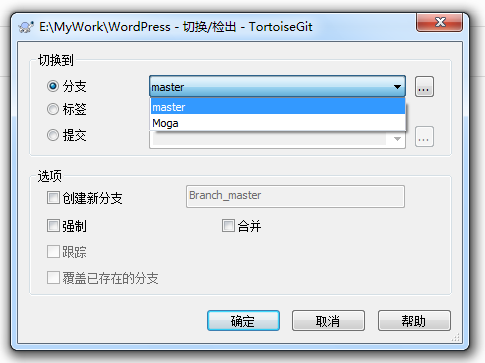 E:\MyWork\WordPress - 切换/检出 - TortoiseGit
切换到
分支
master
...
master
标签
Moga
提交
...
选项
创建新分支
Branch_master
强制
合并
跟踪
覆盖已存在的分支
确定
取消
帮助